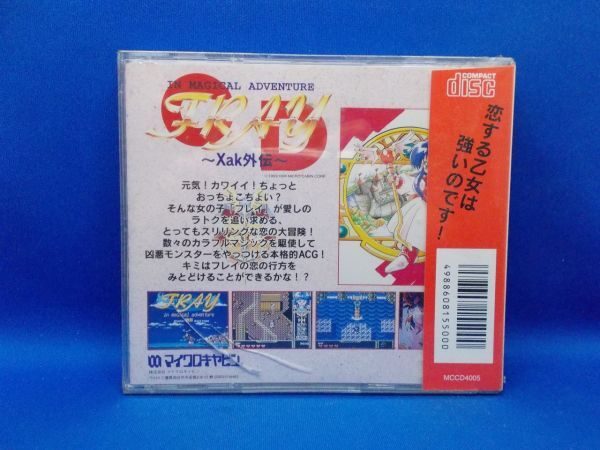 IN MAGICAL ADVENTURE
FRAY
～Xak外伝～
元気！カワイイ！ちょっと
おっちょこちょい？
そんな女の子「フレイ」が愛しの
ラトクを追い求める、
とってもスリリングな恋の大冒険！
数々のカラフルマジックを駆使して
凶悪モンスターをやっつける本格的ACG！
キミはフレイの恋の行方を
みとどけることができるかな！？
FRAY
in magical adventure
マイクロキャビン
COMPACT
disc
恋する乙女は
強いのです！
4988608155000
MCCD4005